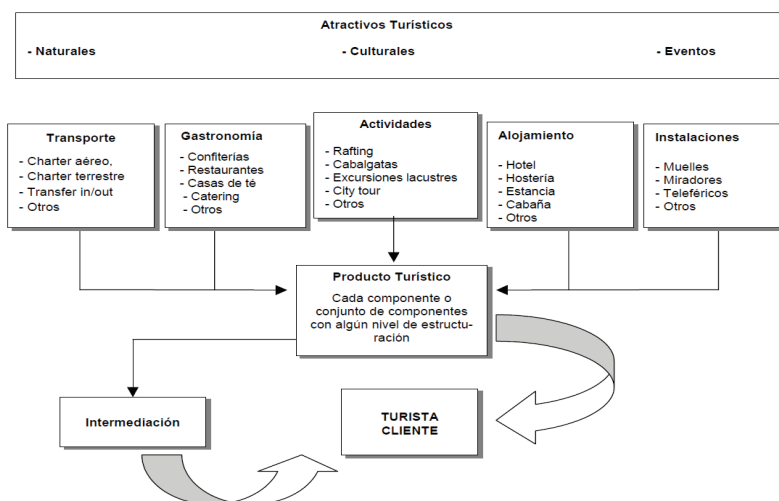 Atractivos Turísticos
- Naturales - Culturales - Eventos
Transporte
- Charter aéreo,
- Charter terrestre
- Transfer in/out
- Otros
Gastronomía
- Confiterías
- Restaurantes
- Casas de té
- Catering
- Otros
Actividades
- Rafting
- Cabalgatas
- Excursiones lacustres
- City tour
- Otros
Alojamiento
- Hotel
- Hostería
- Estancia
- Cabaña
- Otros
Instalaciones
- Muelles
- Miradores
- Teleféricos
- Otros
Producto Turístico
Cada componente o
conjunto de componentes
con algún nivel de estructu-
ración
Intermediación
TURISTA
CLIENTE